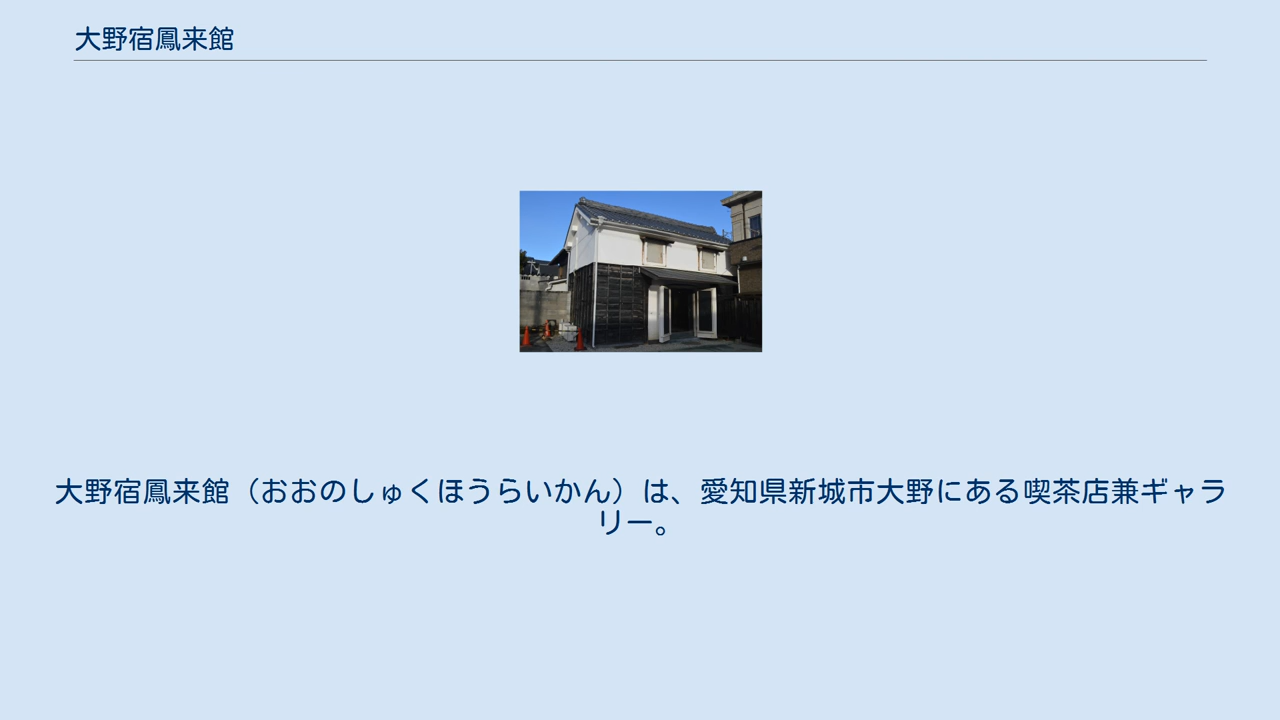 大野宿鳳来館
大野宿鳳来館（おおのしゅくほうらいかん）は、愛知県新城市大野にある喫茶店兼ギャラ
リー。